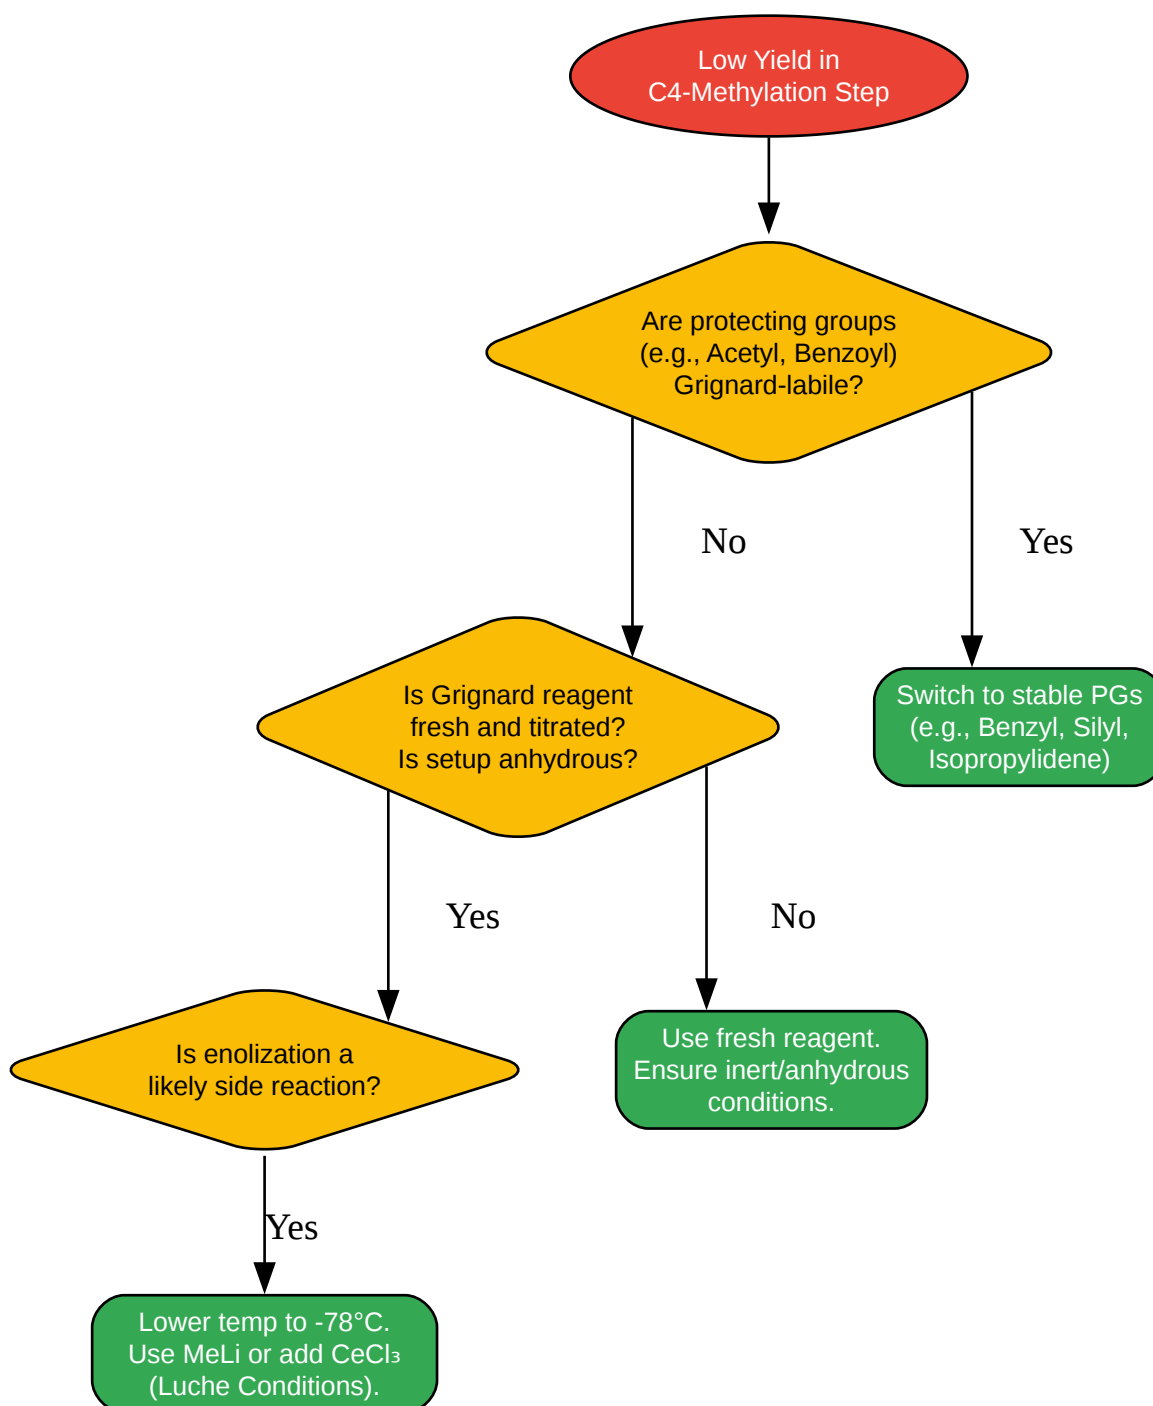 Low Yield in
C4-Methylation Step
Are protecting groups
(e.g., Acetyl, Benzoyl)
Grignard-labile?
No
Yes
Is Grignard reagent
fresh and titrated?
Is setup anhydrous?
Switch to stable PGs
(e.g., Benzyl, Silyl,
Isopropylidene)
Yes
No
Is enolization a
likely side reaction?
Use fresh reagent.
Ensure inert/anhydrous
conditions.
Yes
Lower temp to -78°C.
Use MeLi or add CeCl₃
(Luche Conditions).